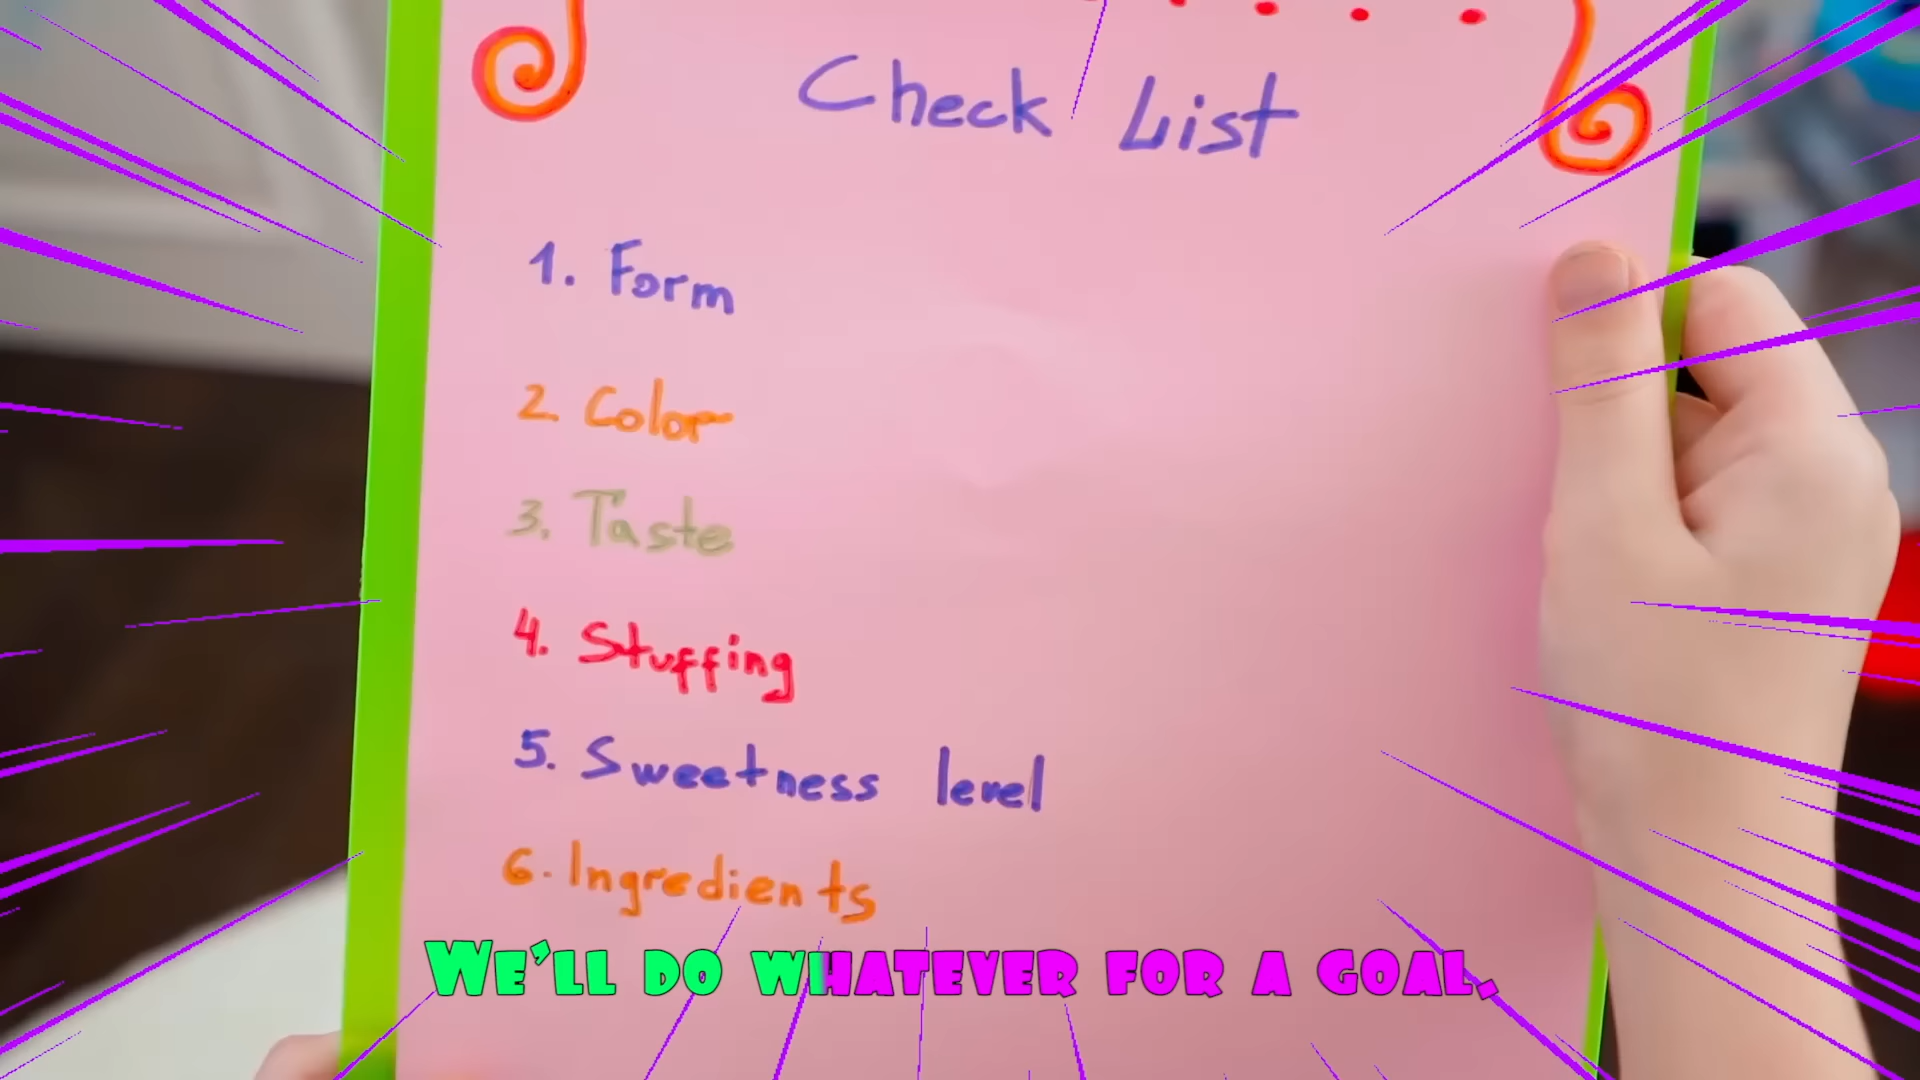 Check List
1. Form
2. Color
3. Taste
4. Stuffing
5. Sweetness level
6. Ingredients
WE'LL DO WHATEVER FOR A GOAL.